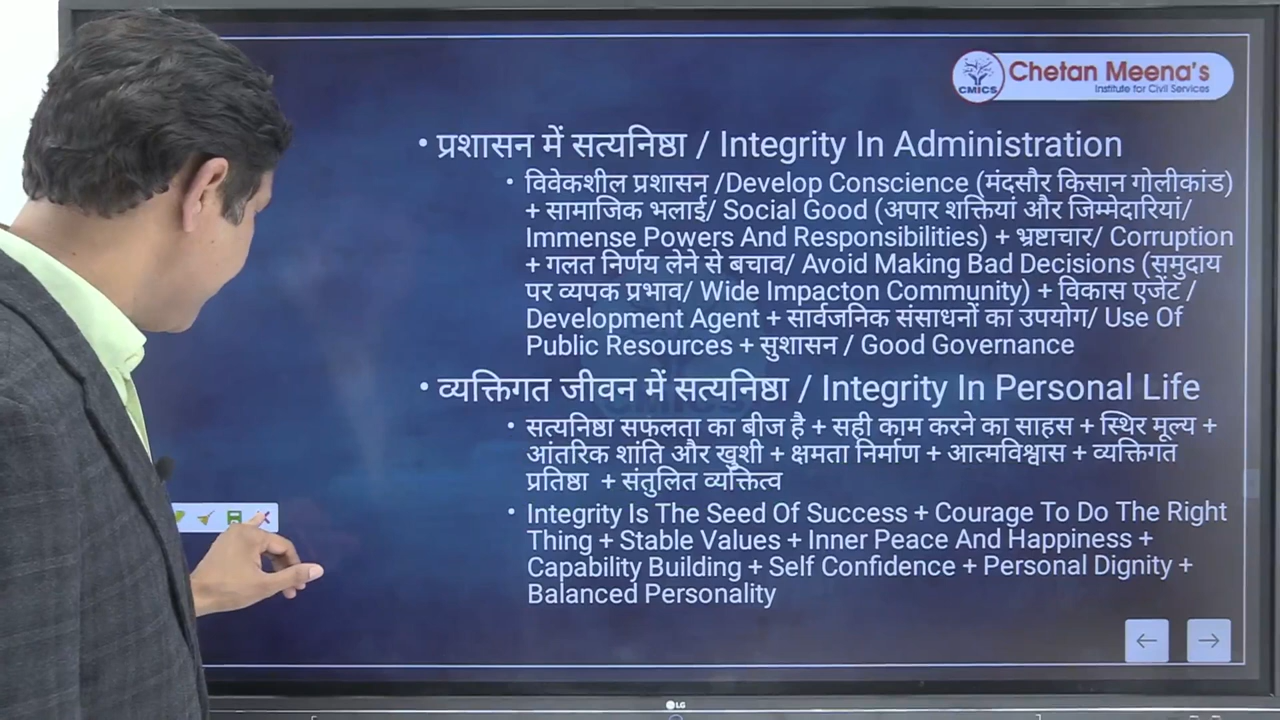 Chetan Meena's
Institute for Civil Services
CMICS
• प्रशासन में सत्यनिष्ठा / Integrity In Administration
• विवेकशील प्रशासन /Develop Conscience (मंदसौर किसान गोलीकांड)
+ सामाजिक भलाई/ Social Good (अपार शक्तियां और जिम्मेदारियां/
Immense Powers And Responsibilities) + भ्रष्टाचार/ Corruption
+ गलत निर्णय लेने से बचाव/ Avoid Making Bad Decisions (समुदाय
पर व्यपक प्रभाव/ Wide Impacton Community) + विकास एजेंट /
Development Agent + सार्वजनिक संसाधनों का उपयोग/ Use Of
Public Resources + सुशासन / Good Governance
• व्यक्तिगत जीवन में सत्यनिष्ठा / Integrity In Personal Life
• सत्यनिष्ठा सफलता का बीज है + सही काम करने का साहस + स्थिर मूल्य +
आंतरिक शांति और खुशी + क्षमता निर्माण + आत्मविश्वास + व्यक्तिगत
प्रतिष्ठा + संतुलित व्यक्तित्व
• Integrity Is The Seed Of Success + Courage To Do The Right
Thing + Stable Values + Inner Peace And Happiness +
Capability Building + Self Confidence + Personal Dignity +
Balanced Personality
LG